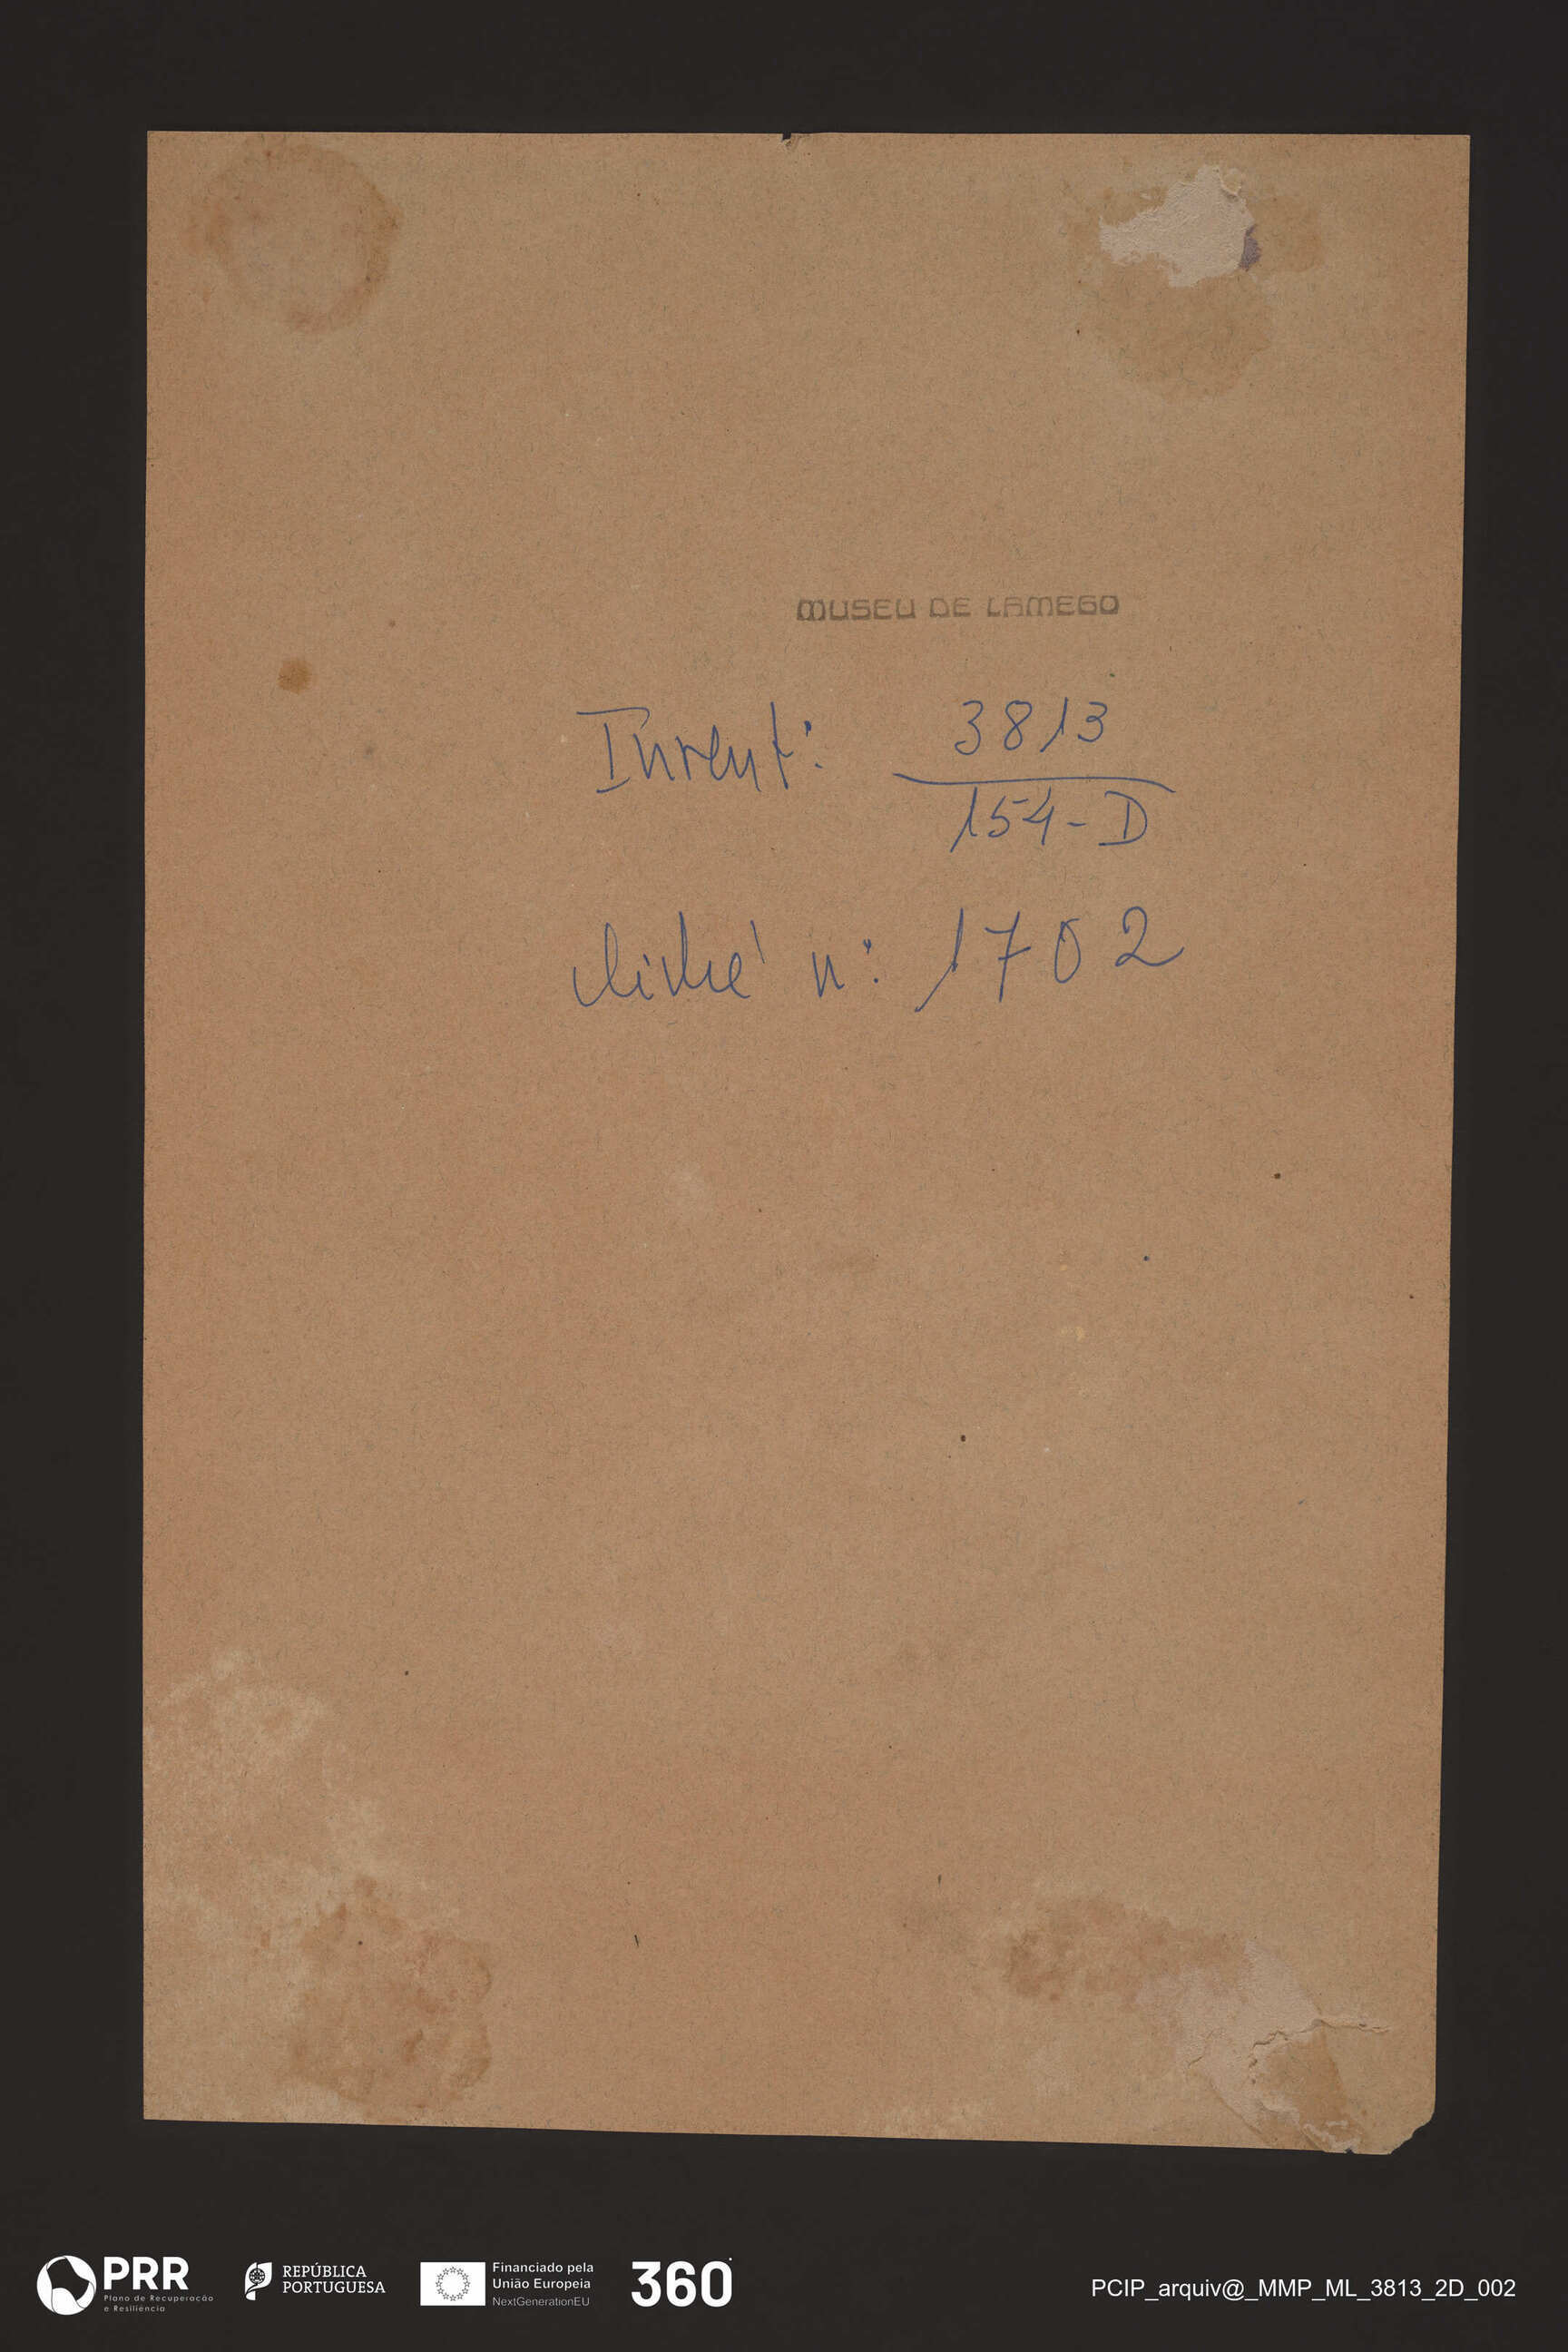 MUSEU DE LAMEGO
Invent: 3813
154-D
cliché nº: 1702
PRR
Plano de Recuperação
e Resiliência
REPÚBLICA
PORTUGUESA
Financiado pela
União Europeia
NextGenerationEU
360
PCIP_arquiv@_MMP_ML_3813_2D_002